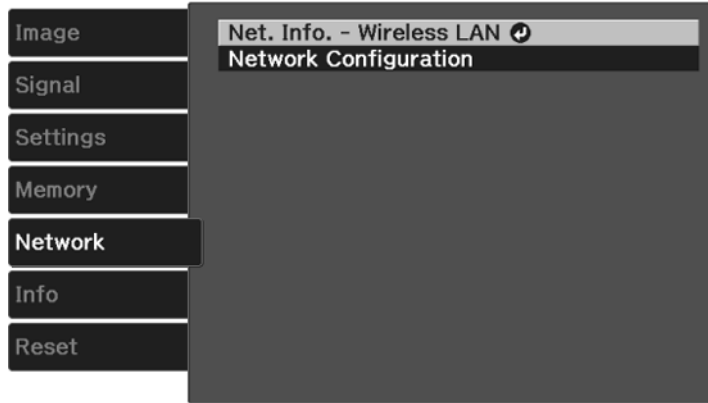 Image
Signal
Settings
Memory
Network
Info
Reset
Net. Info. - Wireless LAN
Network Configuration